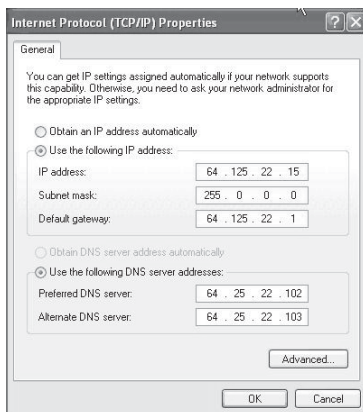 Internet Protocol (TCP/IP) Properties
General
You can get IP settings assigned automatically if your network supports
this capability. Otherwise, you need to ask your network administrator for
the appropriate IP settings.
Obtain an IP address automatically
Use the following IP address:
IP address: 64 . 125 . 22 . 15
Subnet mask: 255 . 0 . 0 . 0
Default gateway: 64 . 125 . 22 . 1
Obtain DNS server address automatically
Use the following DNS server addresses:
Preferred DNS server: 64 . 25 . 22 . 102
Alternate DNS server: 64 . 25 . 22 . 103
Advanced...
OK Cancel